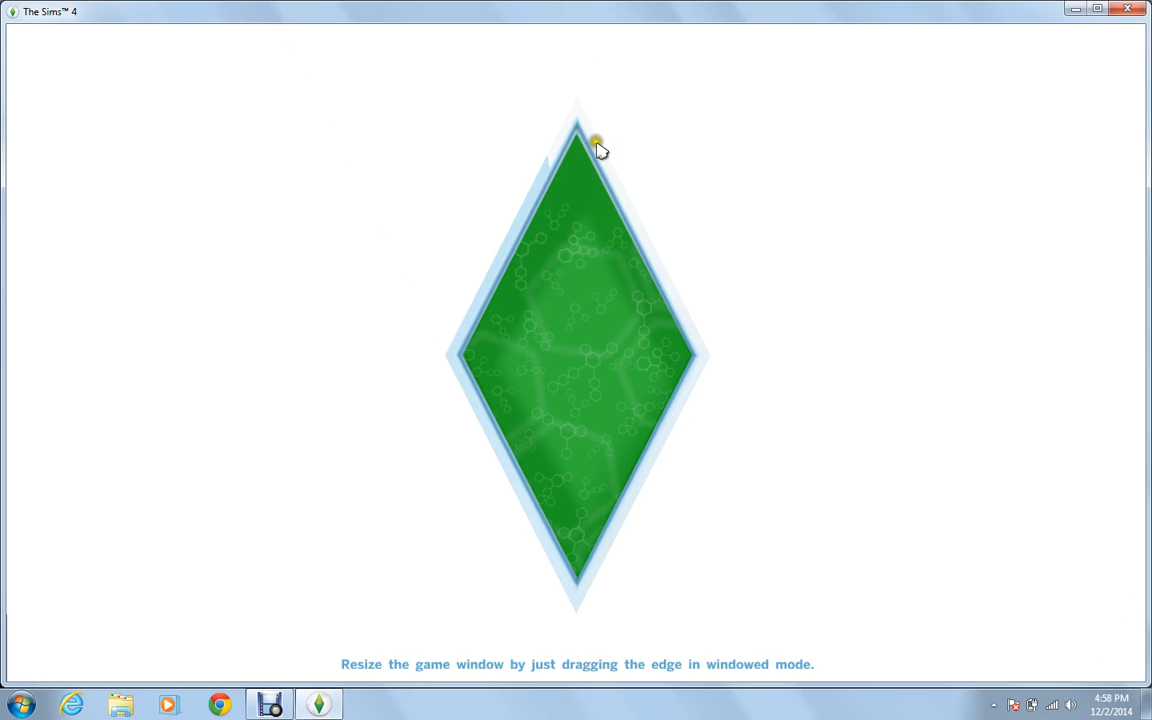 The Sims™ 4
Resize the game window by just dragging the edge in windowed mode.
4:58 PM
12/2/2014